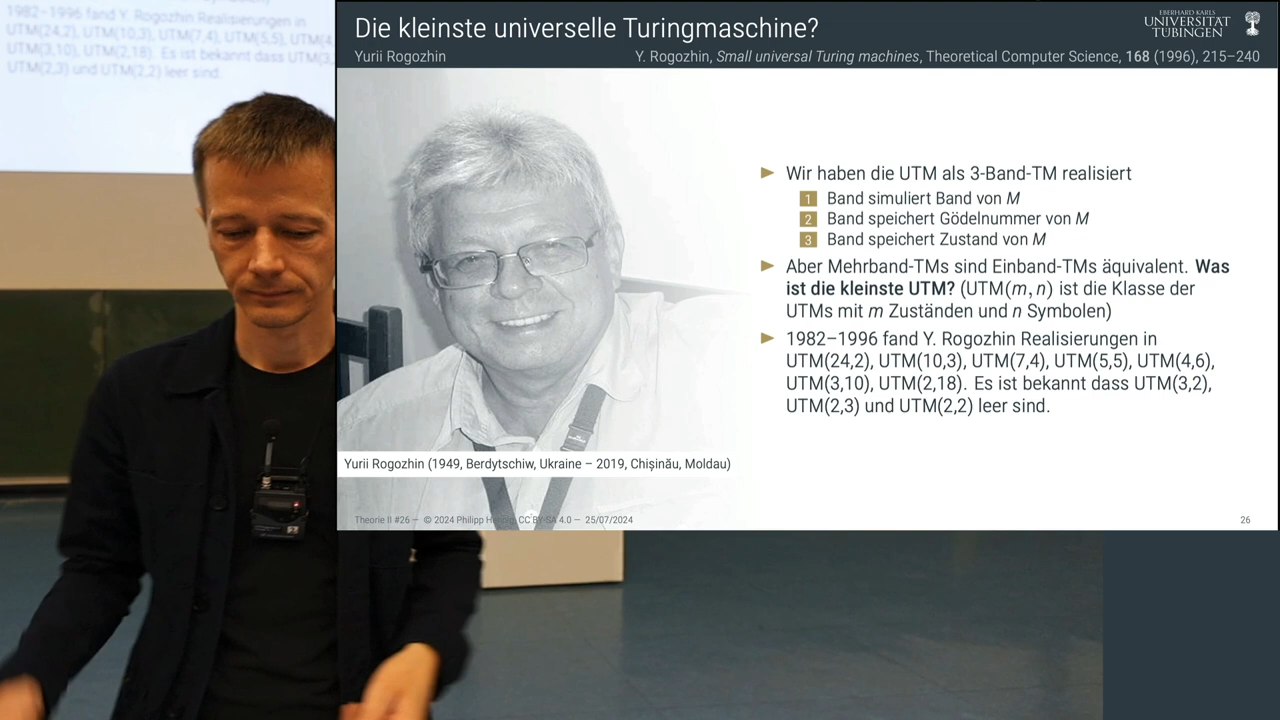 1982–1996 fand Y. Rogozhin Realisierungen in
UTM(24,2), UTM(10,3), UTM(7,4), UTM(5,5), UTM(4,
UTM(3,10), UTM(2,18). Es ist bekannt dass UTM(3,
UTM(2,3) und UTM(2,2) leer sind.
Die kleinste universelle Turingmaschine?
Yurii Rogozhin
Y. Rogozhin, Small universal Turing machines, Theoretical Computer Science, 168 (1996), 215–240
EBERHARD KARLS
UNIVERSITÄT
TÜBINGEN
► Wir haben die UTM als 3-Band-TM realisiert
1 Band simuliert Band von M
2 Band speichert Gödelnummer von M
3 Band speichert Zustand von M
► Aber Mehrband-TMs sind Einband-TMs äquivalent. Was
ist die kleinste UTM? (UTM(m, n) ist die Klasse der
UTMs mit m Zuständen und n Symbolen)
► 1982–1996 fand Y. Rogozhin Realisierungen in
UTM(24,2), UTM(10,3), UTM(7,4), UTM(5,5), UTM(4,6),
UTM(3,10), UTM(2,18). Es ist bekannt dass UTM(3,2),
UTM(2,3) und UTM(2,2) leer sind.
Yurii Rogozhin (1949, Berdytschiw, Ukraine – 2019, Chișinău, Moldau)
Theorie II #26 — © 2024 Philipp Hennig, CC BY-SA 4.0 — 25/07/2024
26